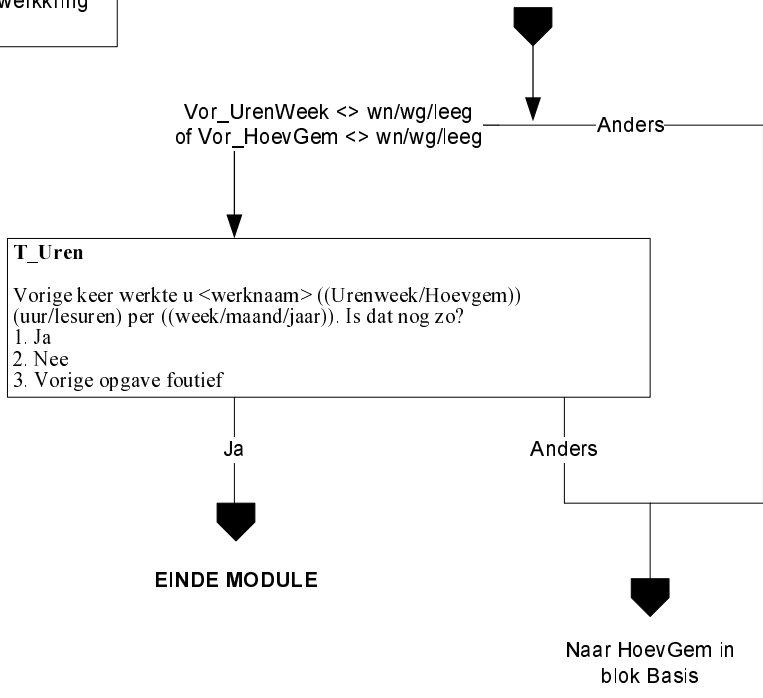 Vor_UrenWeek <> wn/wg/leeg
of Vor_HoevGem <> wn/wg/leeg
Anders
T_Uren
Vorige keer werkte u <werknaam> ((Urenweek/Hoevgem))
(uur/lesuren) per ((week/maand/jaar)). Is dat nog zo?
1. Ja
2. Nee
3. Vorige opgave foutief
Ja
Anders
EINDE MODULE
Naar HoevGem in
blok Basis